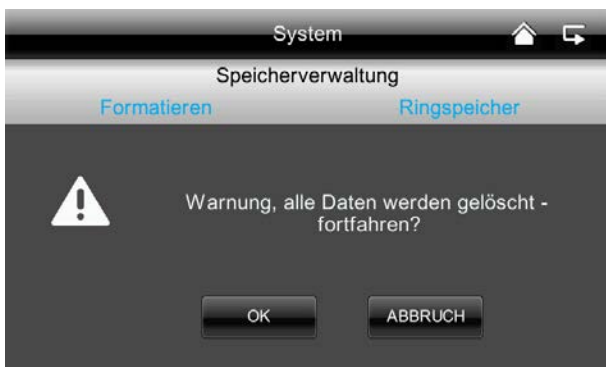 System
Speicherverwaltung
Formatieren Ringspeicher
Warnung, alle Daten werden gelöscht -
fortfahren?
OK ABBRUCH